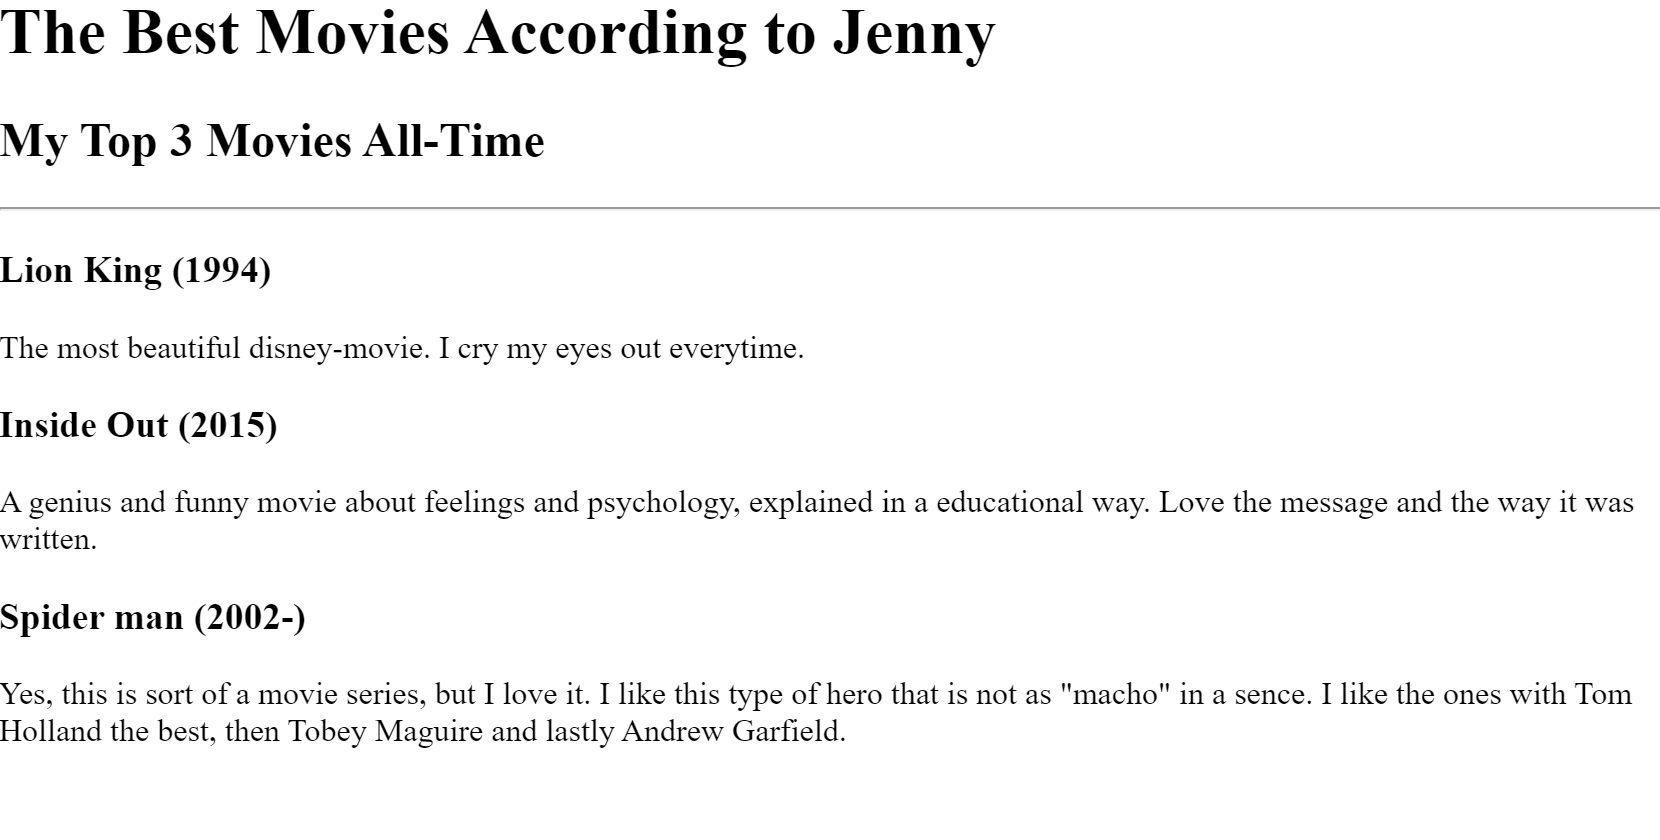 The Best Movies According to Jenny
My Top 3 Movies All-Time
Lion King (1994)
The most beautiful disney-movie. I cry my eyes out everytime.
Inside Out (2015)
A genius and funny movie about feelings and psychology, explained in a educational way. Love the message and the way it was
written.
Spider man (2002-)
Yes, this is sort of a movie series, but I love it. I like this type of hero that is not as "macho" in a sence. I like the ones with Tom
Holland the best, then Tobey Maguire and lastly Andrew Garfield.